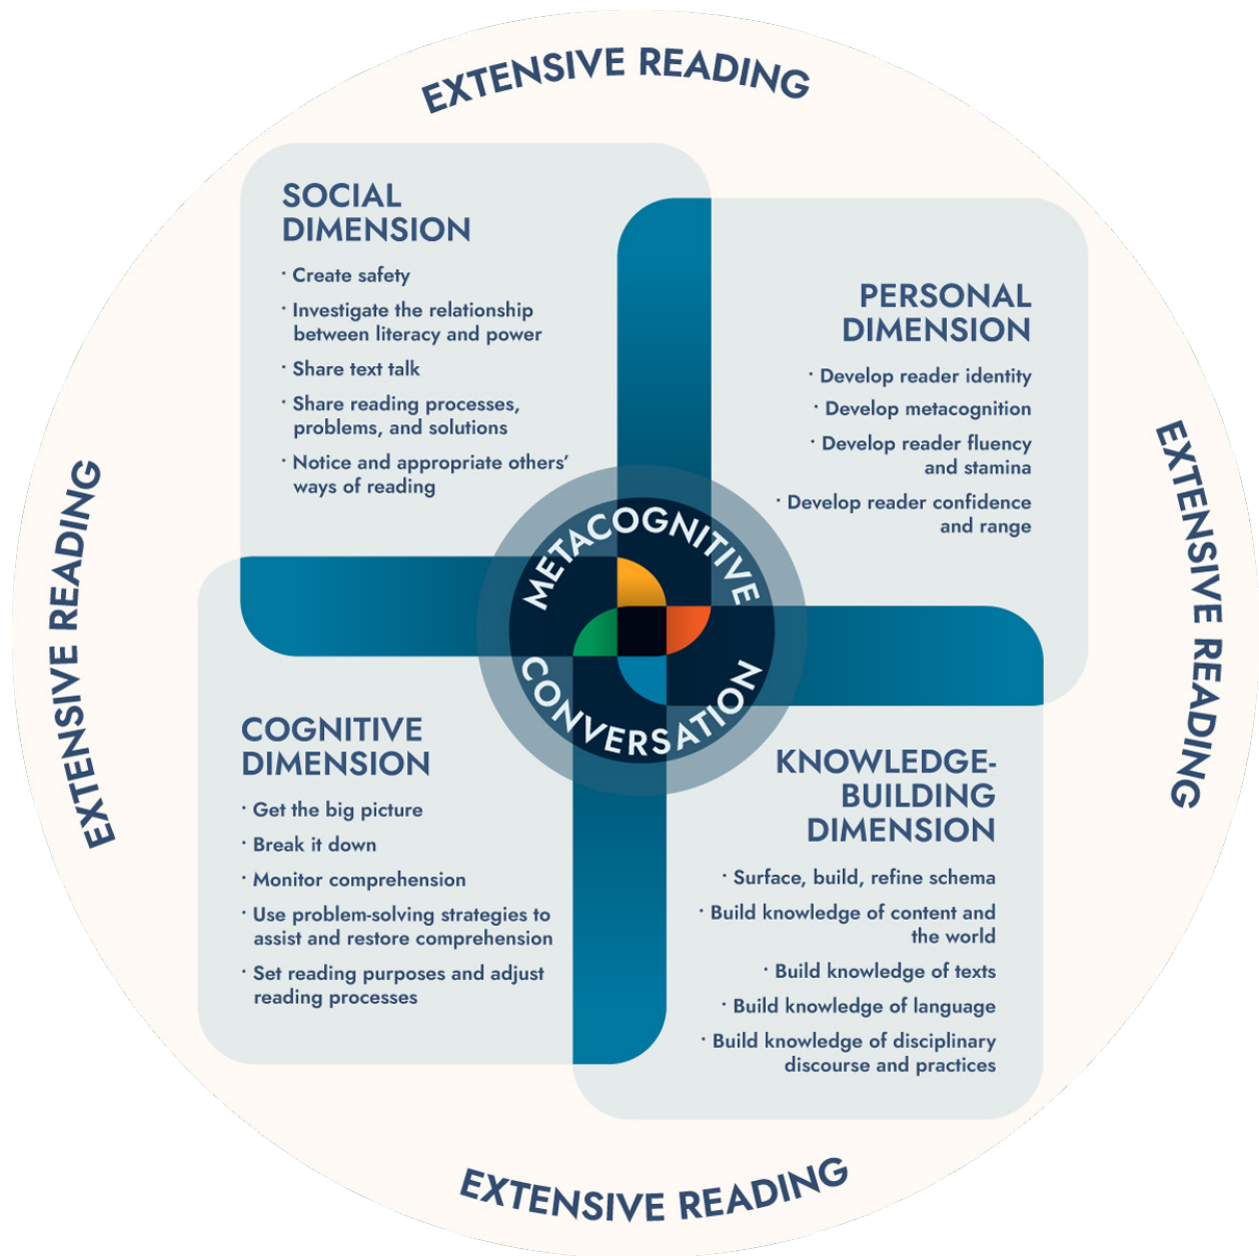 EXTENSIVE READING
SOCIAL
DIMENSION
· Create safety
· Investigate the relationship
between literacy and power
· Share text talk
· Share reading processes,
problems, and solutions
· Notice and appropriate others’
ways of reading
PERSONAL
DIMENSION
· Develop reader identity
· Develop metacognition
· Develop reader fluency
and stamina
· Develop reader confidence
and range
EXTENSIVE READING
EXTENSIVE READING
METACOGNITIVE
CONVERSATION
COGNITIVE
DIMENSION
· Get the big picture
· Break it down
· Monitor comprehension
· Use problem-solving strategies to
assist and restore comprehension
· Set reading purposes and adjust
reading processes
KNOWLEDGE-
BUILDING
DIMENSION
· Surface, build, refine schema
· Build knowledge of content and
the world
· Build knowledge of texts
· Build knowledge of language
· Build knowledge of disciplinary
discourse and practices
EXTENSIVE READING